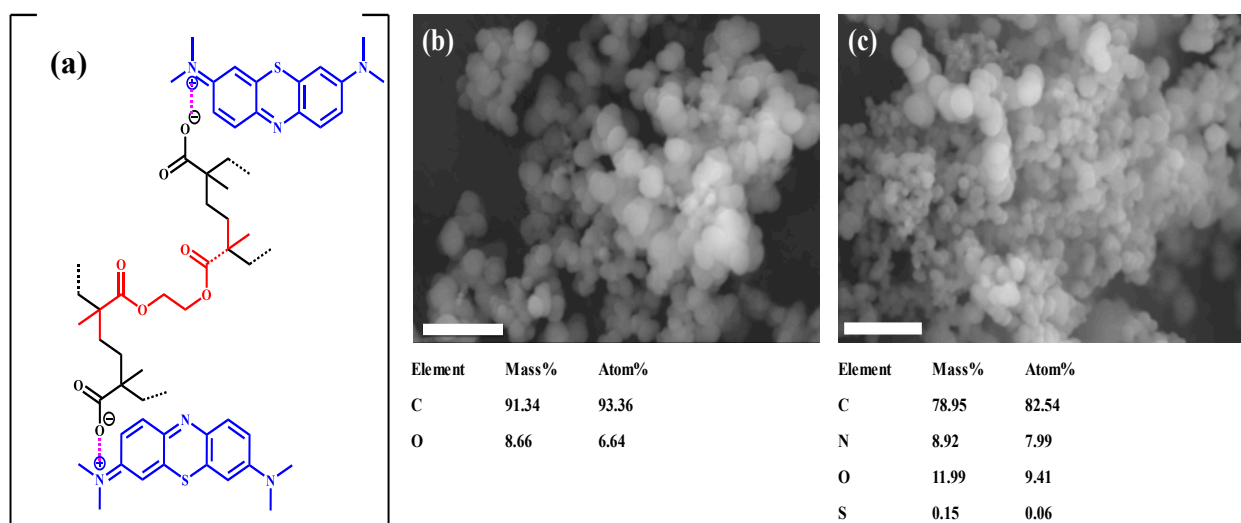 (a)
N
S
N
N
O
O
O
O
O
O
O
O
N
N
S
N
(b)
Element Mass% Atom%
C 91.34 93.36
O 8.66 6.64
(c)
Element Mass% Atom%
C 78.95 82.54
N 8.92 7.99
O 11.99 9.41
S 0.15 0.06